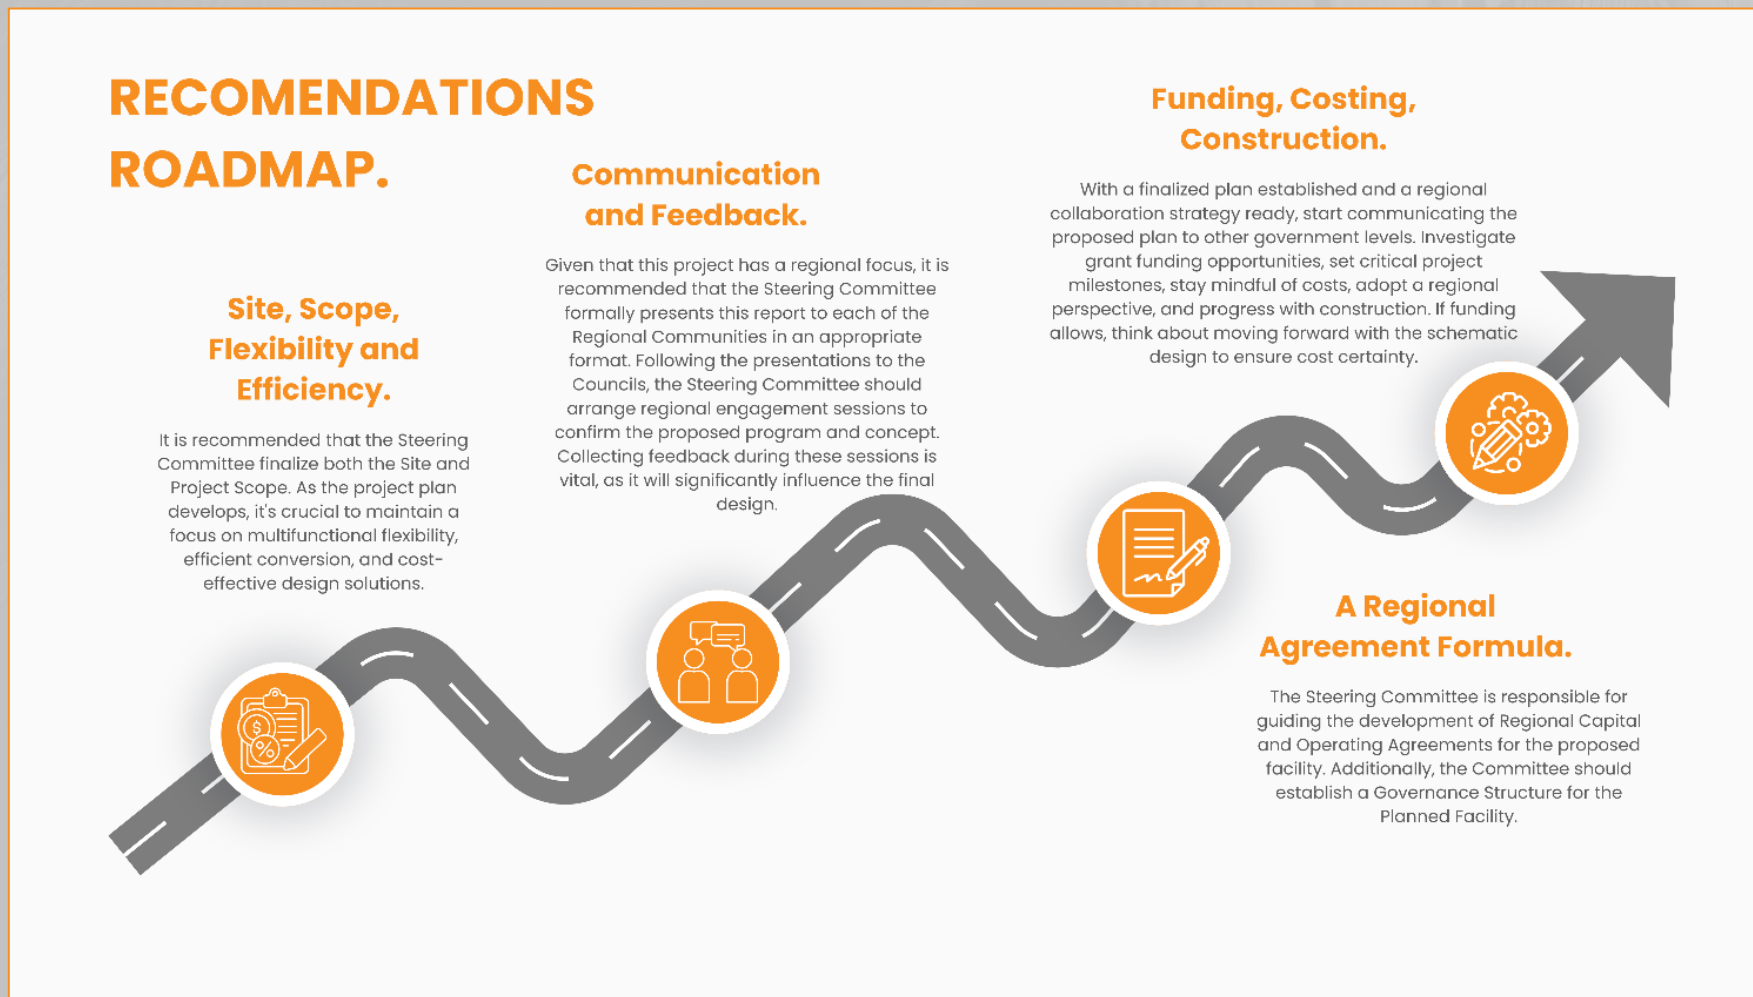 RECOMENDATIONS
ROADMAP.
Site, Scope,
Flexibility and
Efficiency.
It is recommended that the Steering
Committee finalize both the Site and
Project Scope. As the project plan
develops, it's crucial to maintain a
focus on multifunctional flexibility,
efficient conversion, and cost-
effective design solutions.
Communication
and Feedback.
Given that this project has a regional focus, it is
recommended that the Steering Committee
formally presents this report to each of the
Regional Communities in an appropriate
format. Following the presentations to the
Councils, the Steering Committee should
arrange regional engagement sessions to
confirm the proposed program and concept.
Collecting feedback during these sessions is
vital, as it will significantly influence the final
design.
A Regional
Agreement Formula.
The Steering Committee is responsible for
guiding the development of Regional Capital
and Operating Agreements for the proposed
facility. Additionally, the Committee should
establish a Governance Structure for the
Planned Facility.
Funding, Costing,
Construction.
With a finalized plan established and a regional
collaboration strategy ready, start communicating the
proposed plan to other government levels. Investigate
grant funding opportunities, set critical project
milestones, stay mindful of costs, adopt a regional
perspective, and progress with construction. If funding
allows, think about moving forward with the schematic
design to ensure cost certainty.
$
%